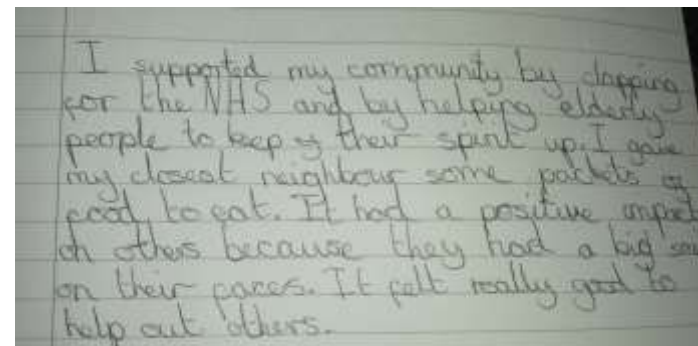 I supported my community by clapping
for the NHS and by helping elderly
people to keep their spirit up. I gave
my closest neighbour some packets of
food to eat. It had a positive impact
on others because they had a big
on their faces. It felt really good to
help out others.